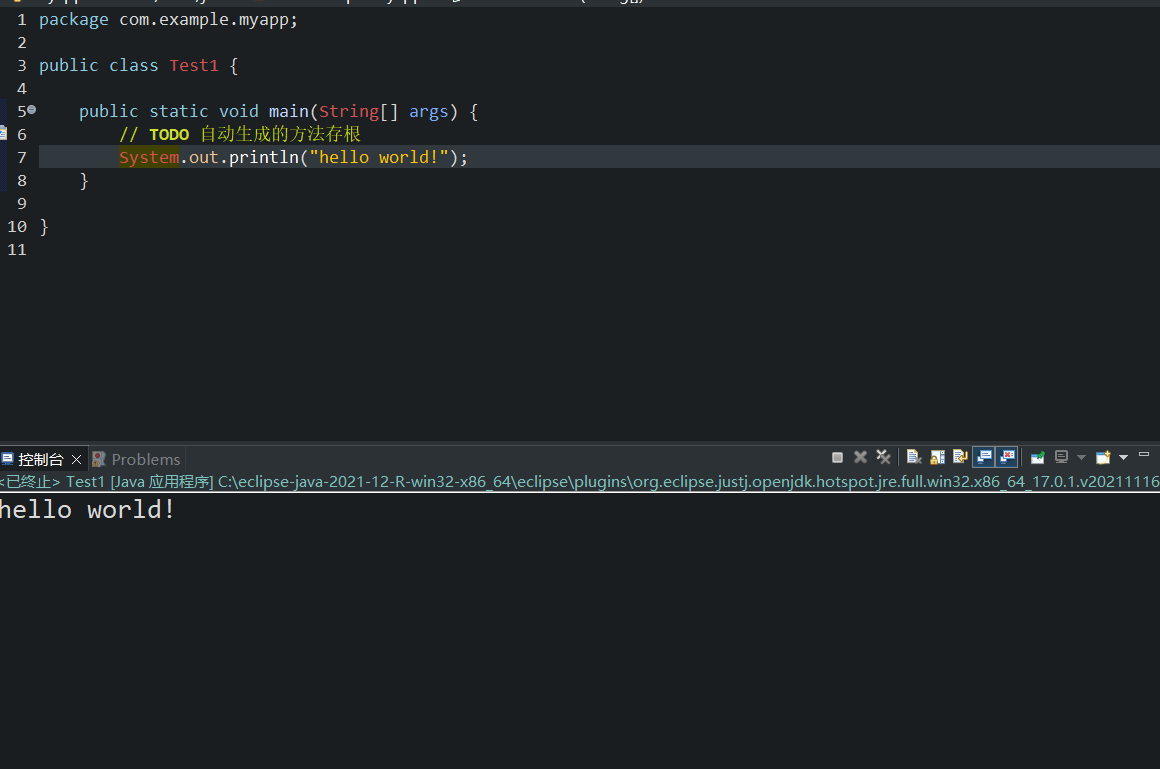 1 package com.example.myapp;
2
3 public class Test1 {
4
5 public static void main(String[] args) {
6 // TODO 自动生成的方法存根
7 System.out.println("hello world!");
8 }
9
10 }
11
控制台 Problems
<已终止> Test1 [Java 应用程序] C:\eclipse-java-2021-12-R-win32-x86_64\eclipse\plugins\org.eclipse.justj.openjdk.hotspot.jre.full.win32.x86_64_17.0.1.v20211116
hello world!